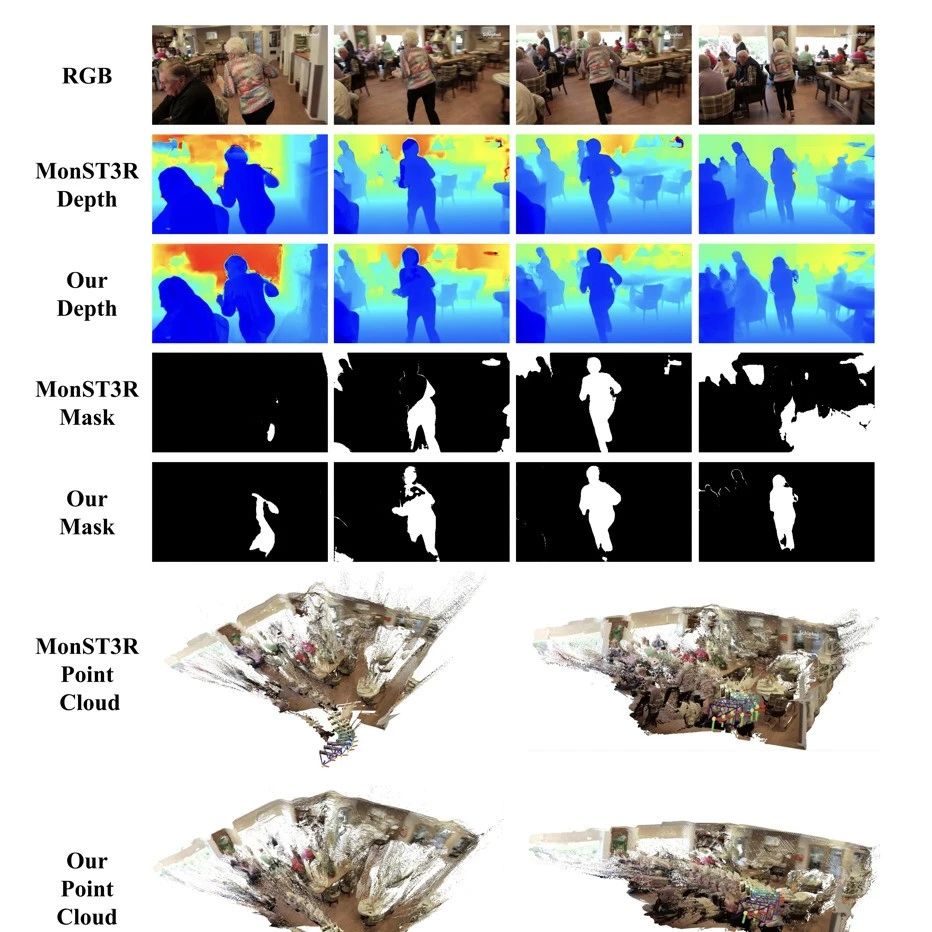 RGB
MonST3R
Depth
Our
Depth
MonST3R
Mask
Our
Mask
MonST3R
Point
Cloud
Our
Point
Cloud